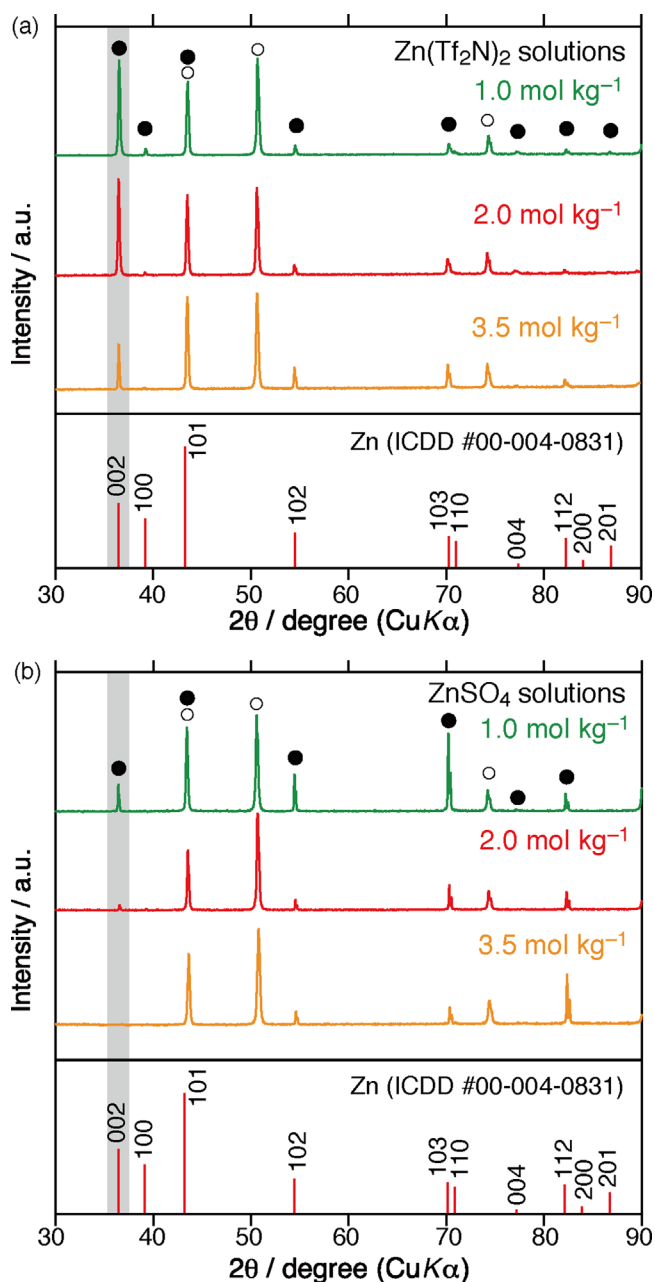 (a)
Zn(Tf₂N)₂ solutions
1.0 mol kg⁻¹
2.0 mol kg⁻¹
3.5 mol kg⁻¹
Intensity / a.u.
Zn (ICDD #00-004-0831)
002
100
101
102
103
110
004
112
200
201
30 40 50 60 70 80 90
2θ / degree (CuKα)
(b)
ZnSO₄ solutions
1.0 mol kg⁻¹
2.0 mol kg⁻¹
3.5 mol kg⁻¹
Intensity / a.u.
Zn (ICDD #00-004-0831)
002
100
101
102
103
110
004
112
200
201
30 40 50 60 70 80 90
2θ / degree (CuKα)